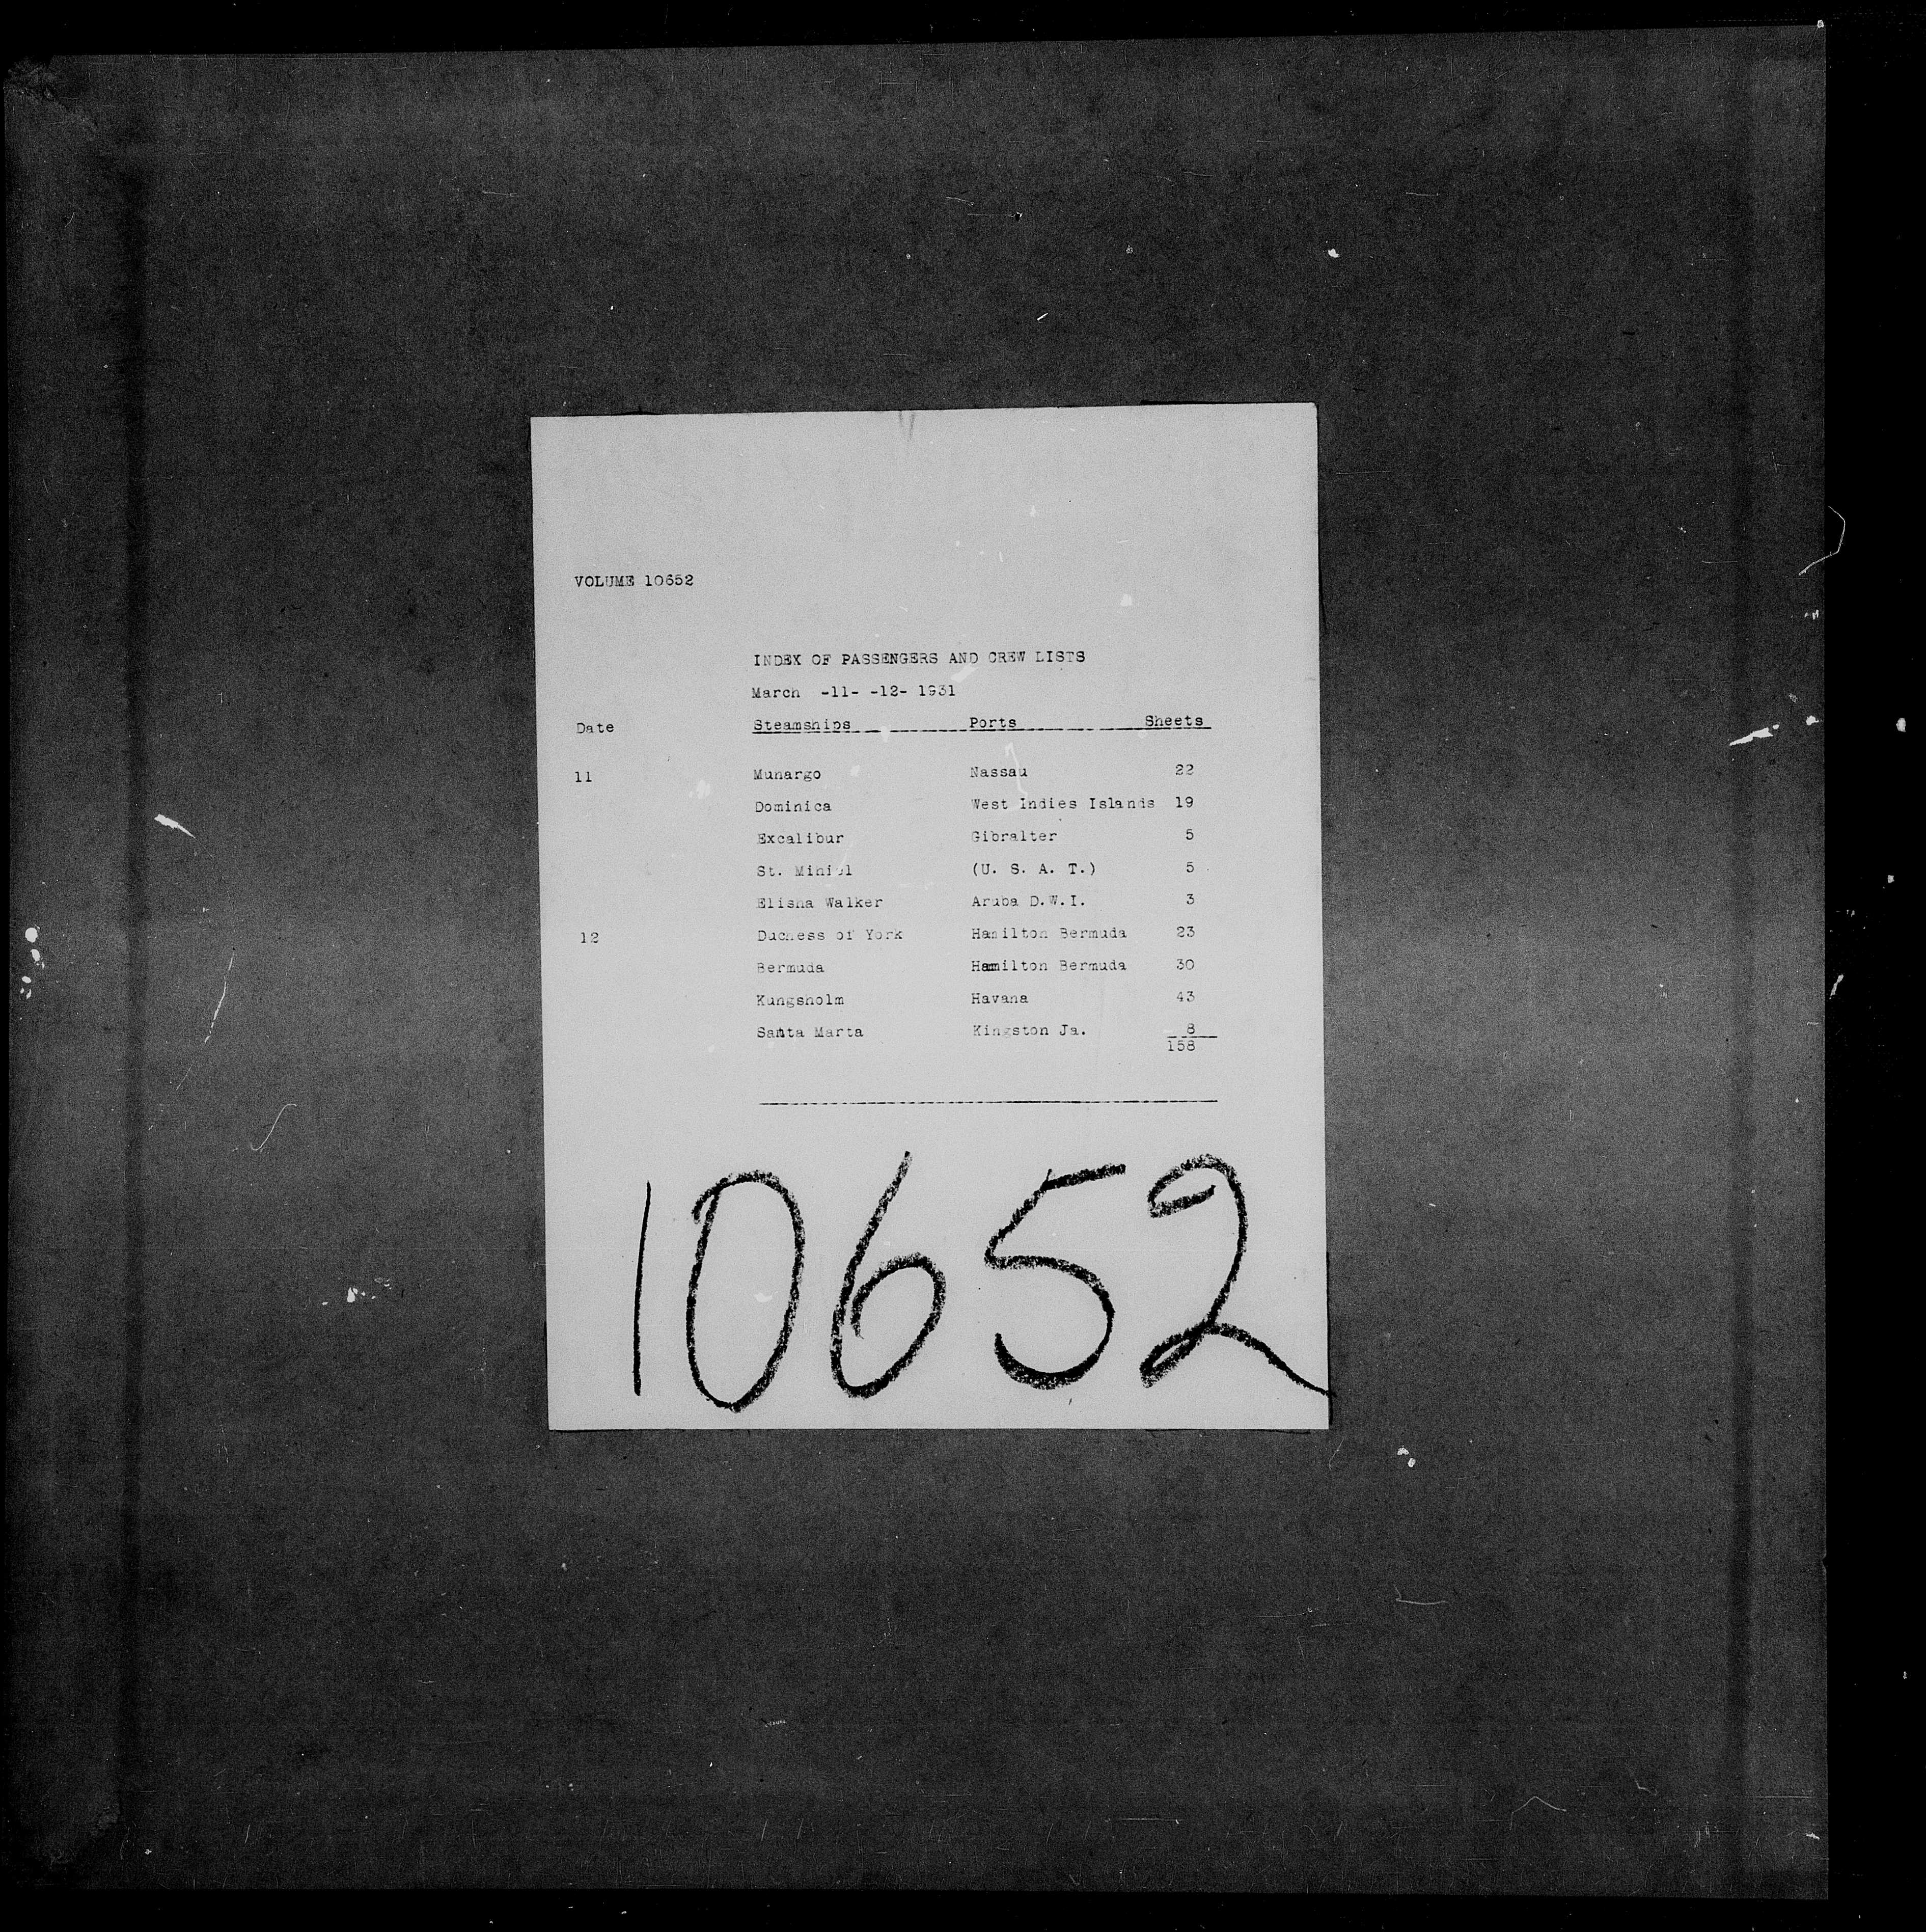 VOLUME 10652
INDEX OF PASSENGERS AND CREW LISTS
March -11- -12- 1931
Date Steamships Ports Sheets
11 Munargo Nassau 22
Dominica West Indies Islands 19
Excalibur Gibralter 5
St. Mihiel (U. S. A. T.) 5
Elisha Walker Aruba D.W.I. 3
12 Duchess of York Hamilton Bermuda 23
Bermuda Hamilton Bermuda 30
Kungsholm Havana 43
Santa Marta Kingston Ja. 8
158
10652